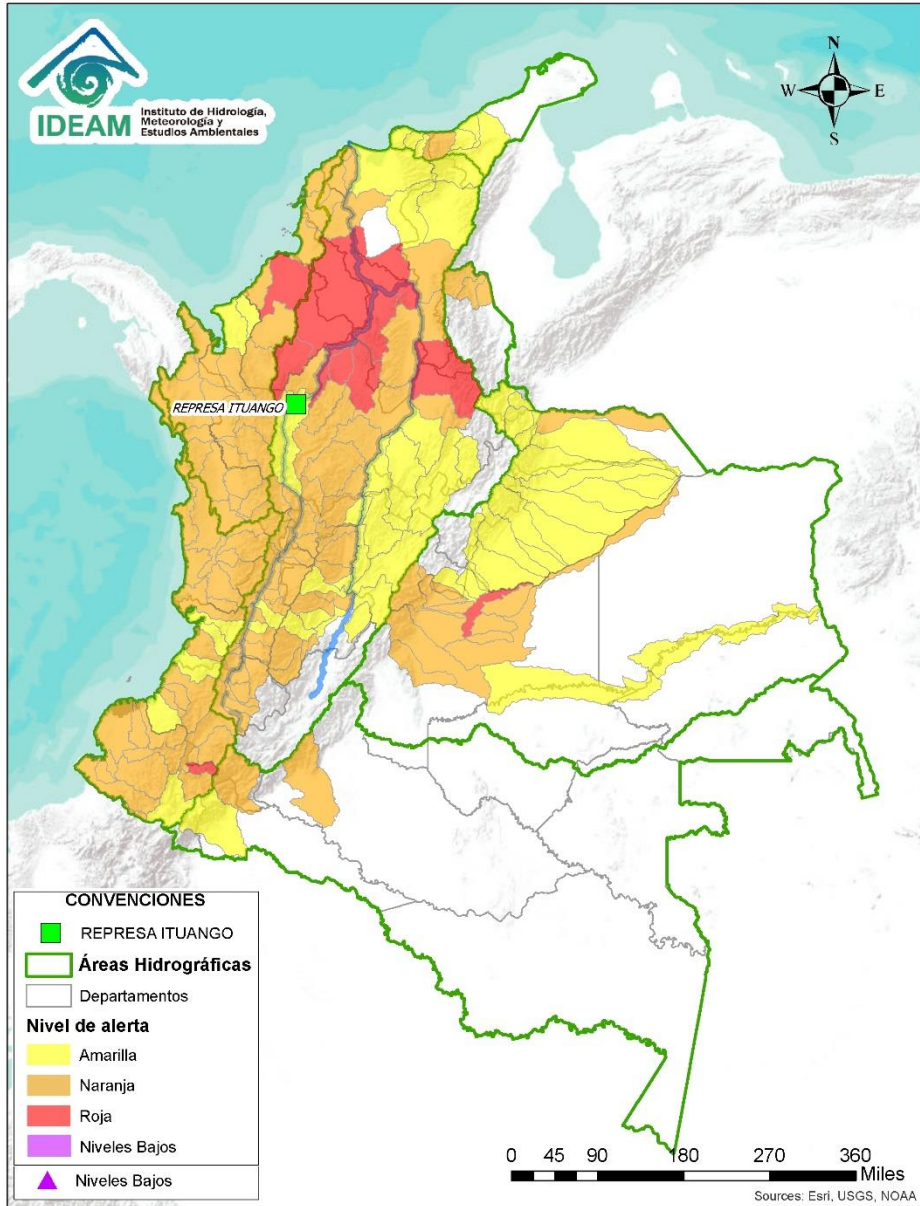 IDEAM
Instituto de Hidrología,
Meteorología y
Estudios Ambientales
N
W
E
S
REPRESA ITUANGO
CONVENCIONES
REPRESA ITUANGO
Áreas Hidrográficas
Departamentos
Nivel de alerta
Amarilla
Naranja
Roja
Niveles Bajos
Niveles Bajos
0 45 90 180 270 360
Miles
Sources: Esri, USGS, NOAA